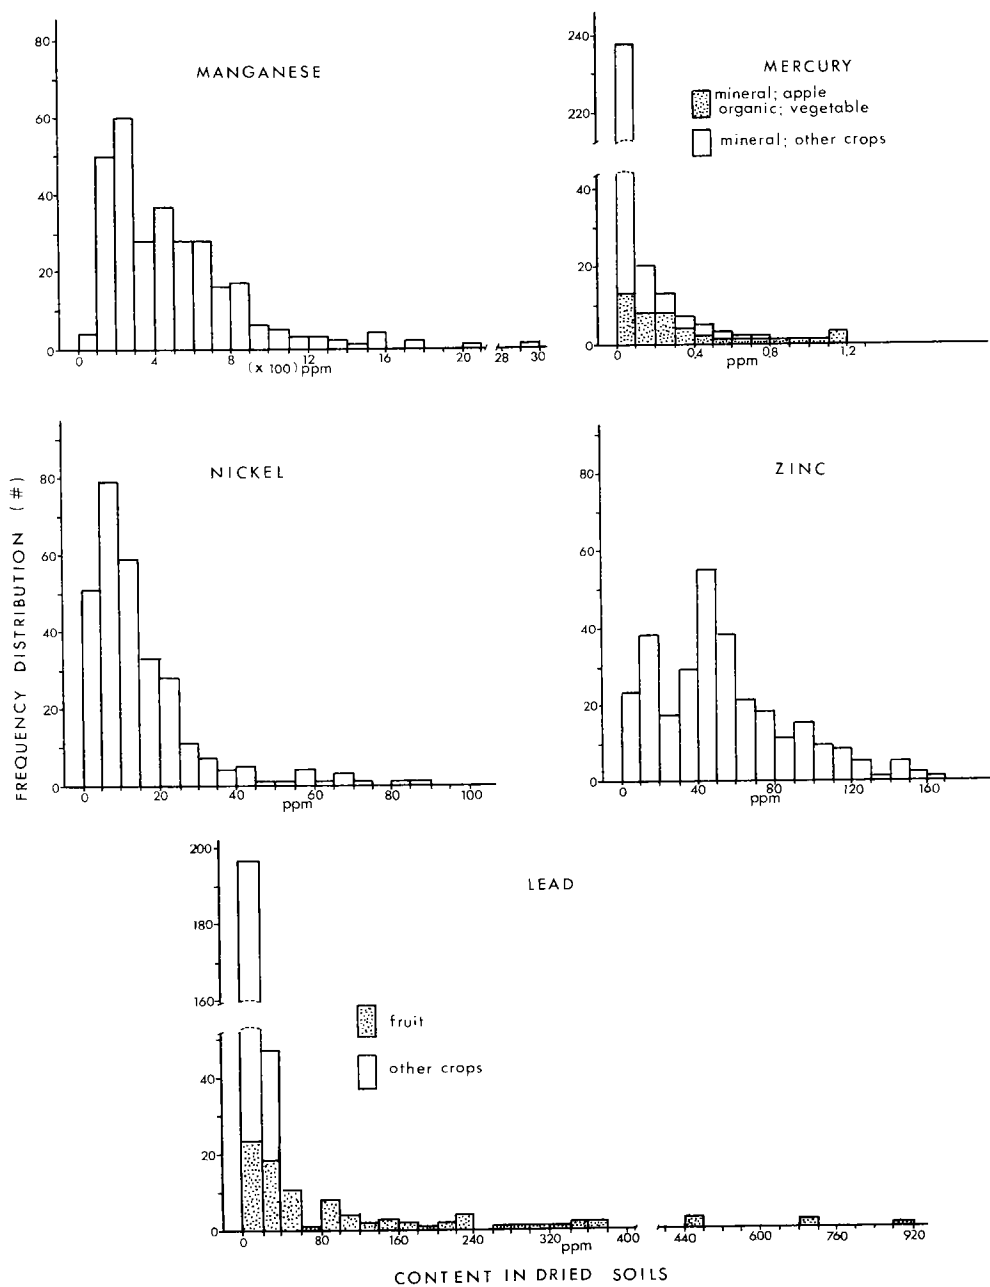 MANGANESE
80
60
40
20
0
0 4 8 12 16 20 28 30
(x 100) ppm
MERCURY
mineral; apple
organic; vegetable
mineral; other crops
240
220
40
20
0
0 0,4 0,8 1,2
ppm
NICKEL
80
60
40
20
0
0 20 40 60 80 100
ppm
ZINC
80
60
40
20
0
0 40 80 120 160
ppm
FREQUENCY DISTRIBUTION (#)
LEAD
fruit
other crops
200
180
160
40
20
0
0 80 160 240 320 400 440 600 760 920
ppm
CONTENT IN DRIED SOILS